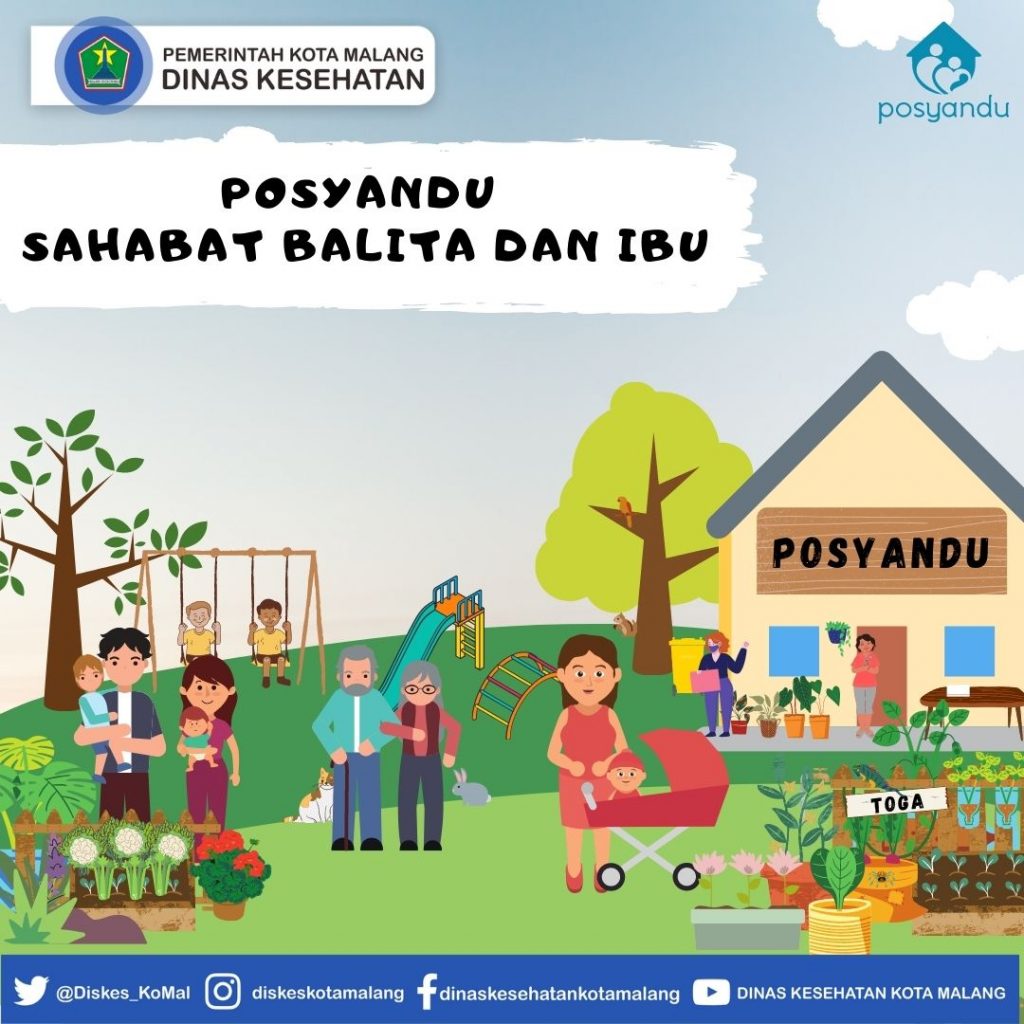 PEMERINTAH KOTA MALANG
DINAS KESEHATAN
posyandu
POSYANDU
SAHABAT BALITA DAN IBU
POSYANDU
TOGA
@Diskes_KoMal diskeskotamalang dinaskesehatankotamalang DINAS KESEHATAN KOTA MALANG